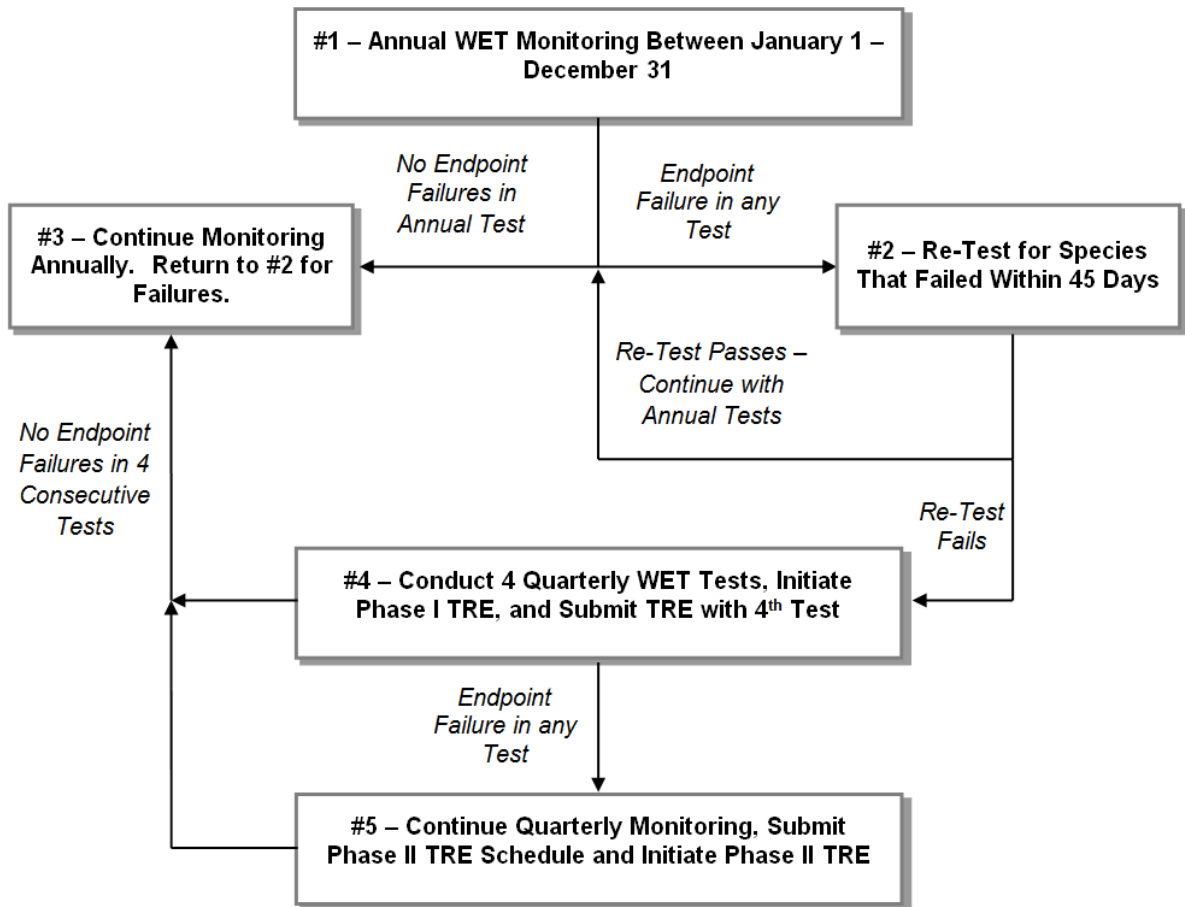 #1 – Annual WET Monitoring Between January 1 –
December 31
No Endpoint
Failures in
Annual Test
Endpoint
Failure in any
Test
#3 – Continue Monitoring
Annually.   Return to #2 for
Failures.
#2 – Re-Test for Species
That Failed Within 45 Days
Re-Test Passes –
Continue with
Annual Tests
No Endpoint
Failures in 4
Consecutive
Tests
Re-Test
Fails
#4 – Conduct 4 Quarterly WET Tests, Initiate
Phase I TRE, and Submit TRE with 4th Test
Endpoint
Failure in any
Test
#5 – Continue Quarterly Monitoring, Submit
Phase II TRE Schedule and Initiate Phase II TRE